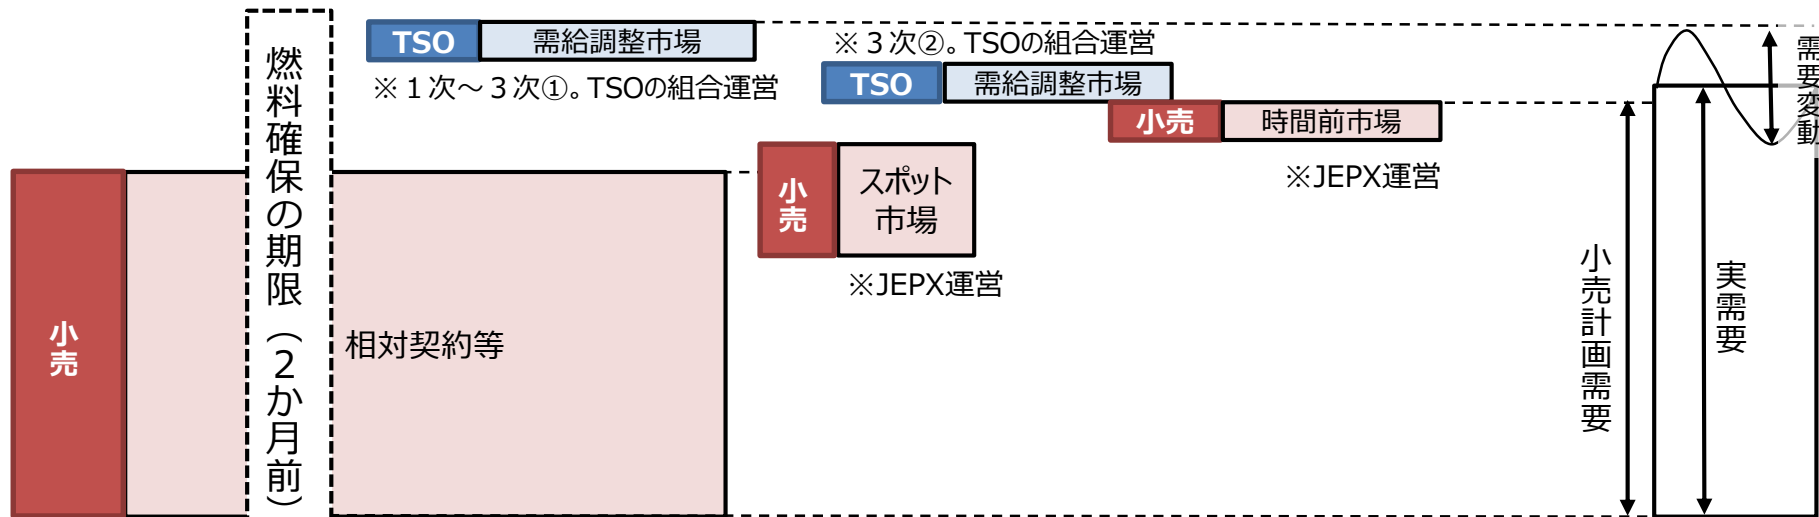 燃料確保の期限（２か月前）
TSO
需給調整市場
※１次～３次①。TSOの組合運営
※３次②。TSOの組合運営
TSO
需給調整市場
小売
時間前市場
※JEPX運営
小売
スポット
市場
※JEPX運営
小売
相対契約等
小売計画需要
実需要
需要変動